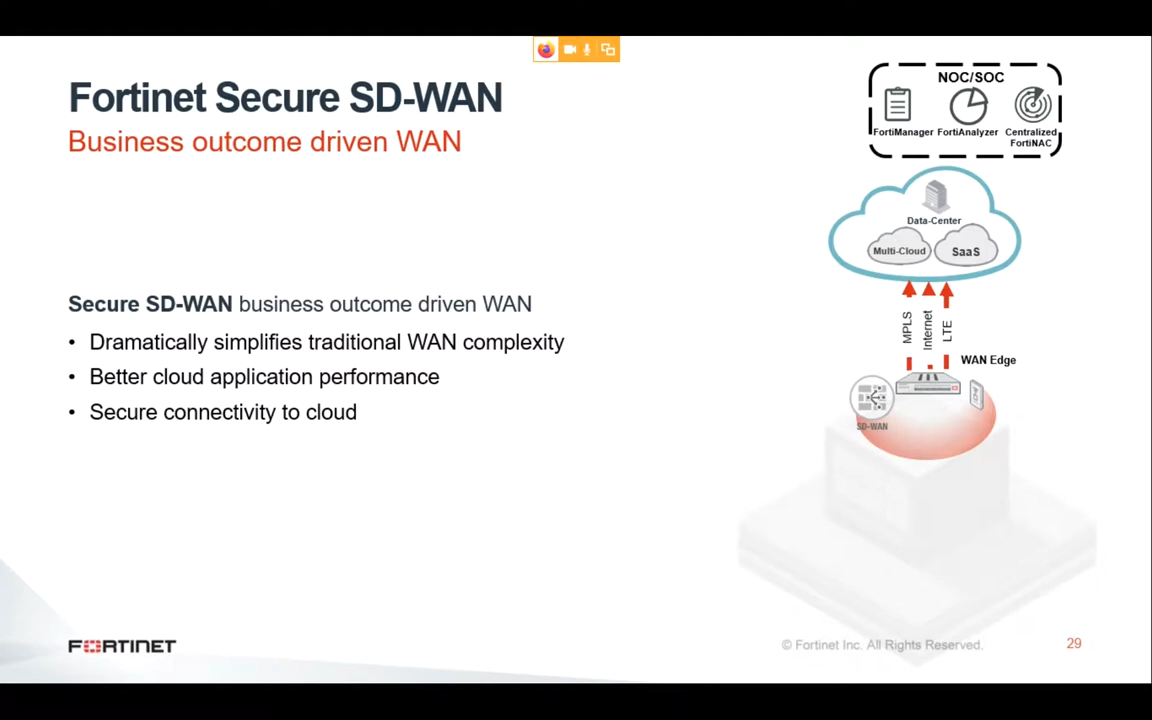 Fortinet Secure SD-WAN
Business outcome driven WAN
NOC/SOC
FortiManager
FortiAnalyzer
Centralized
FortiNAC
Data-Center
Multi-Cloud
SaaS
MPLS
Internet
LTE
WAN Edge
SD-WAN
Secure SD-WAN business outcome driven WAN
• Dramatically simplifies traditional WAN complexity
• Better cloud application performance
• Secure connectivity to cloud
FORTINET
© Fortinet Inc. All Rights Reserved.
29